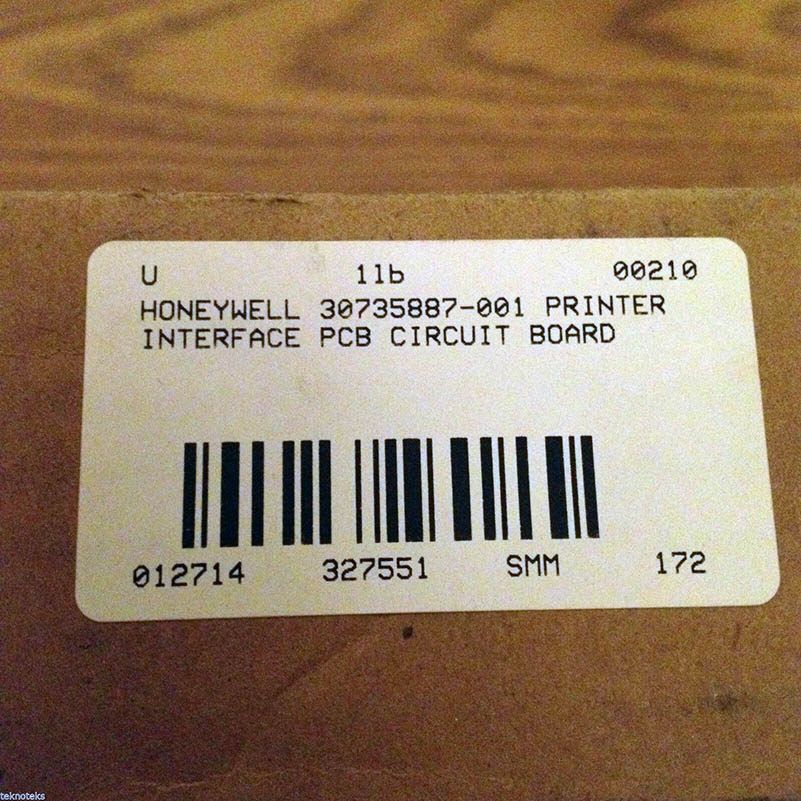 U 1lb 00210
HONEYWELL 30735887-001 PRINTER
INTERFACE PCB CIRCUIT BOARD
012714 327551 SMM 172
teknoteks